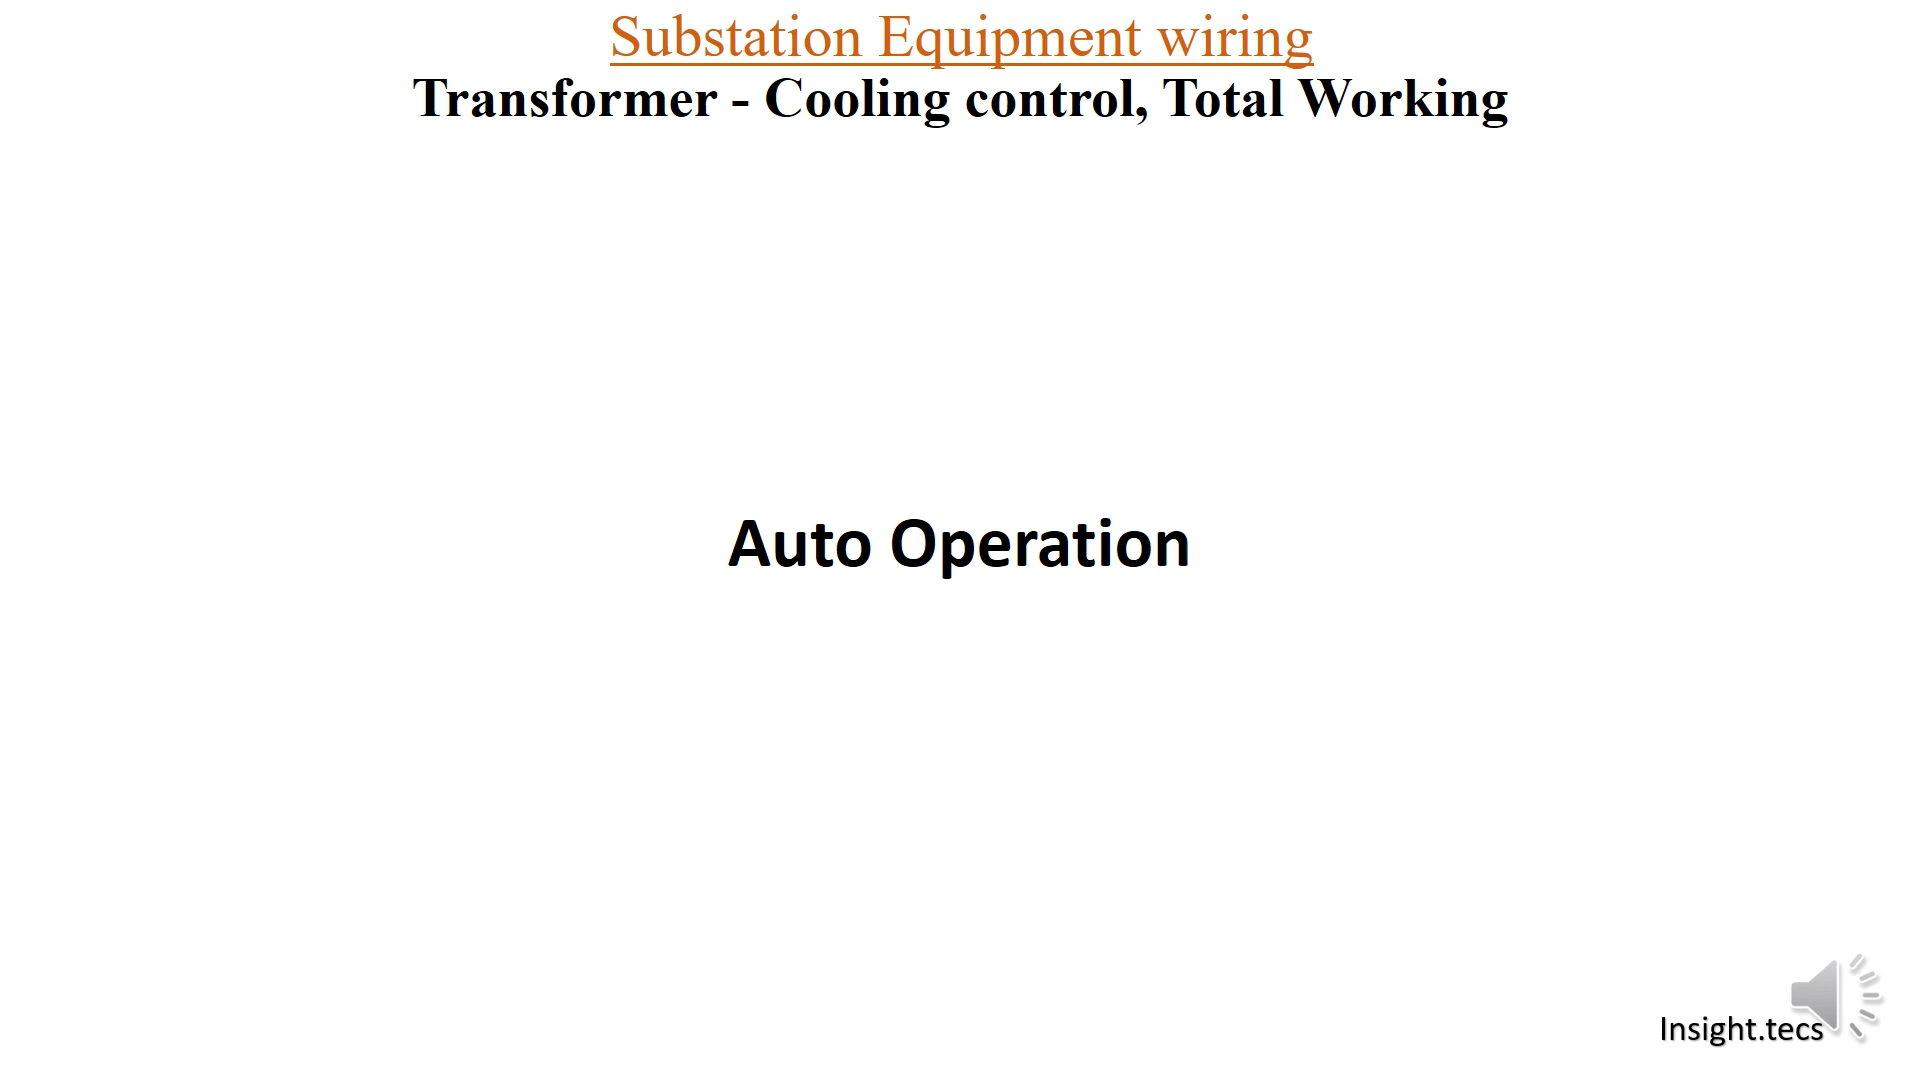 Substation Equipment wiring
Transformer - Cooling control, Total Working
Auto Operation
Insight.tecs